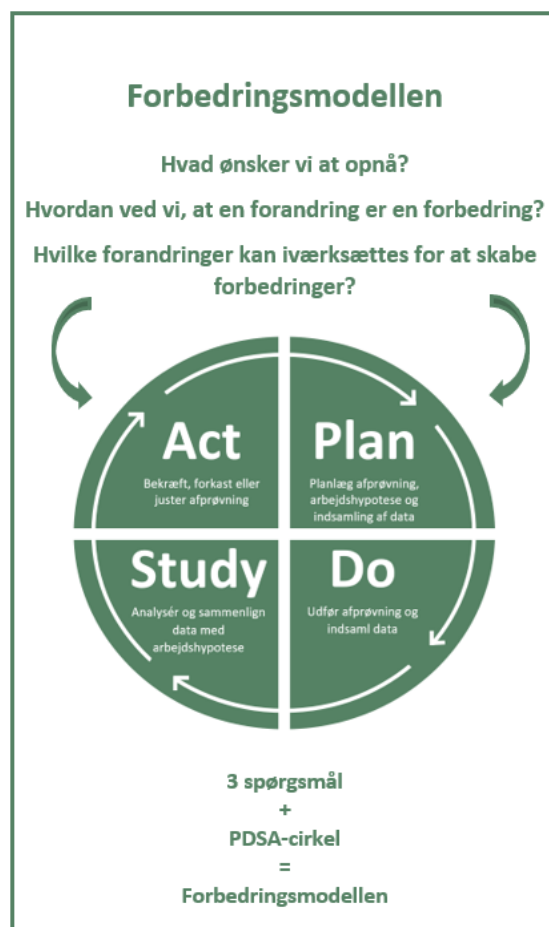 Forbedringsmodellen
Hvad ønsker vi at opnå?
Hvordan ved vi, at en forandring er en forbedring?
Hvilke forandringer kan iværksættes for at skabe
forbedringer?
Act
Bekræft, forkast eller
juster afprøvning
Plan
Planlæg afprøvning,
arbejdshypotese og
indsamling af data
Study
Analysér og sammenlign
data med
arbejdshypotese
Do
Udfør afprøvning og
indsaml data
3 spørgsmål
+
PDSA-cirkel
=
Forbedringsmodellen